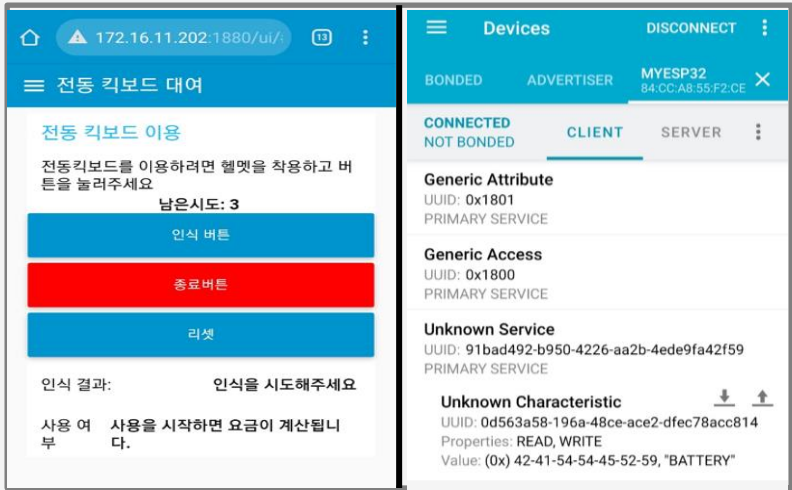 172.16.11.202:1880/ui/
13
전동 킥보드 대여
전동 킥보드 이용
전동킥보드를 이용하려면 헬멧을 착용하고 버
튼을 눌러주세요
남은시도: 3
인식 버튼
종료버튼
리셋
인식 결과: 인식을 시도해주세요
사용 여 사용을 시작하면 요금이 계산됩니
부 다.
Devices DISCONNECT
BONDED ADVERTISER MYESP32
84:CC:A8:55:F2:CE
CONNECTED
NOT BONDED CLIENT SERVER
Generic Attribute
UUID: 0x1801
PRIMARY SERVICE
Generic Access
UUID: 0x1800
PRIMARY SERVICE
Unknown Service
UUID: 91bad492-b950-4226-aa2b-4ede9fa42f59
PRIMARY SERVICE
Unknown Characteristic
UUID: 0d563a58-196a-48ce-ace2-dfec78acc814
Properties: READ, WRITE
Value: (0x) 42-41-54-54-45-52-59, "BATTERY"